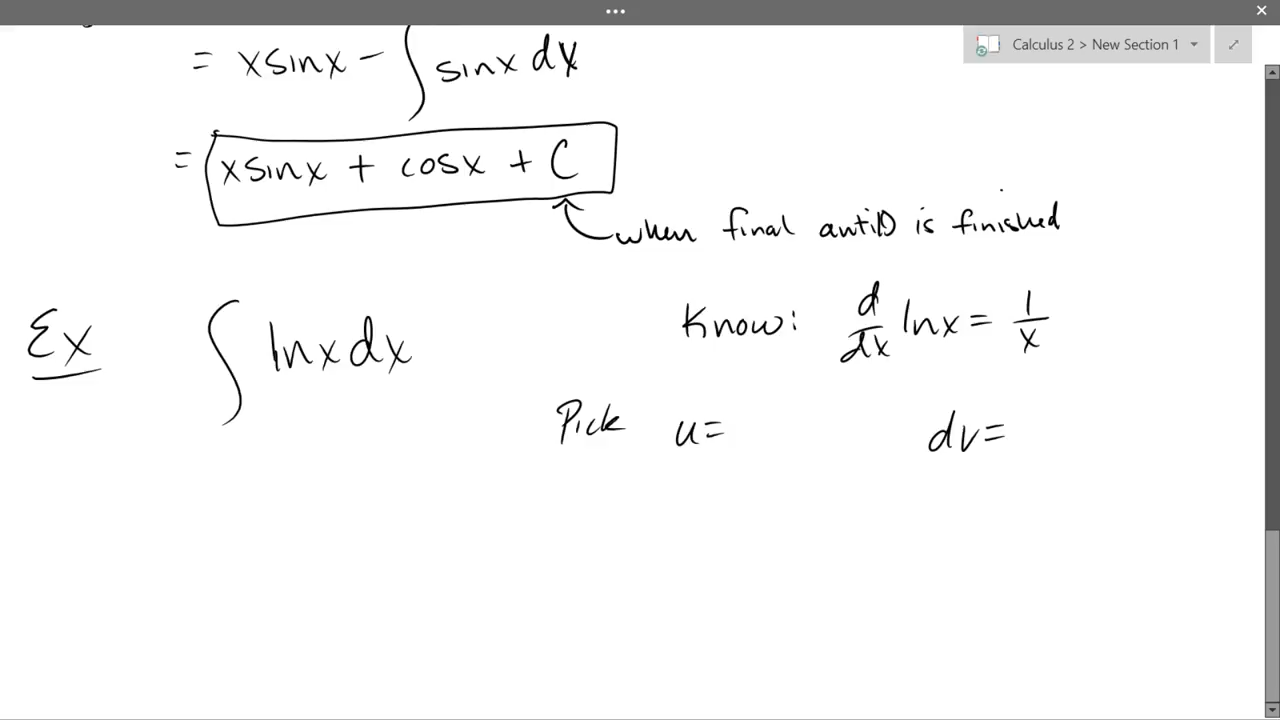 ...
Calculus 2 > New Section 1
= xsinx - ∫ sinx dx
= xsinx + cosx + C
when final antiD is finished
Ex ∫ lnx dx Know: d/dx lnx = 1/x
Pick u= dv=